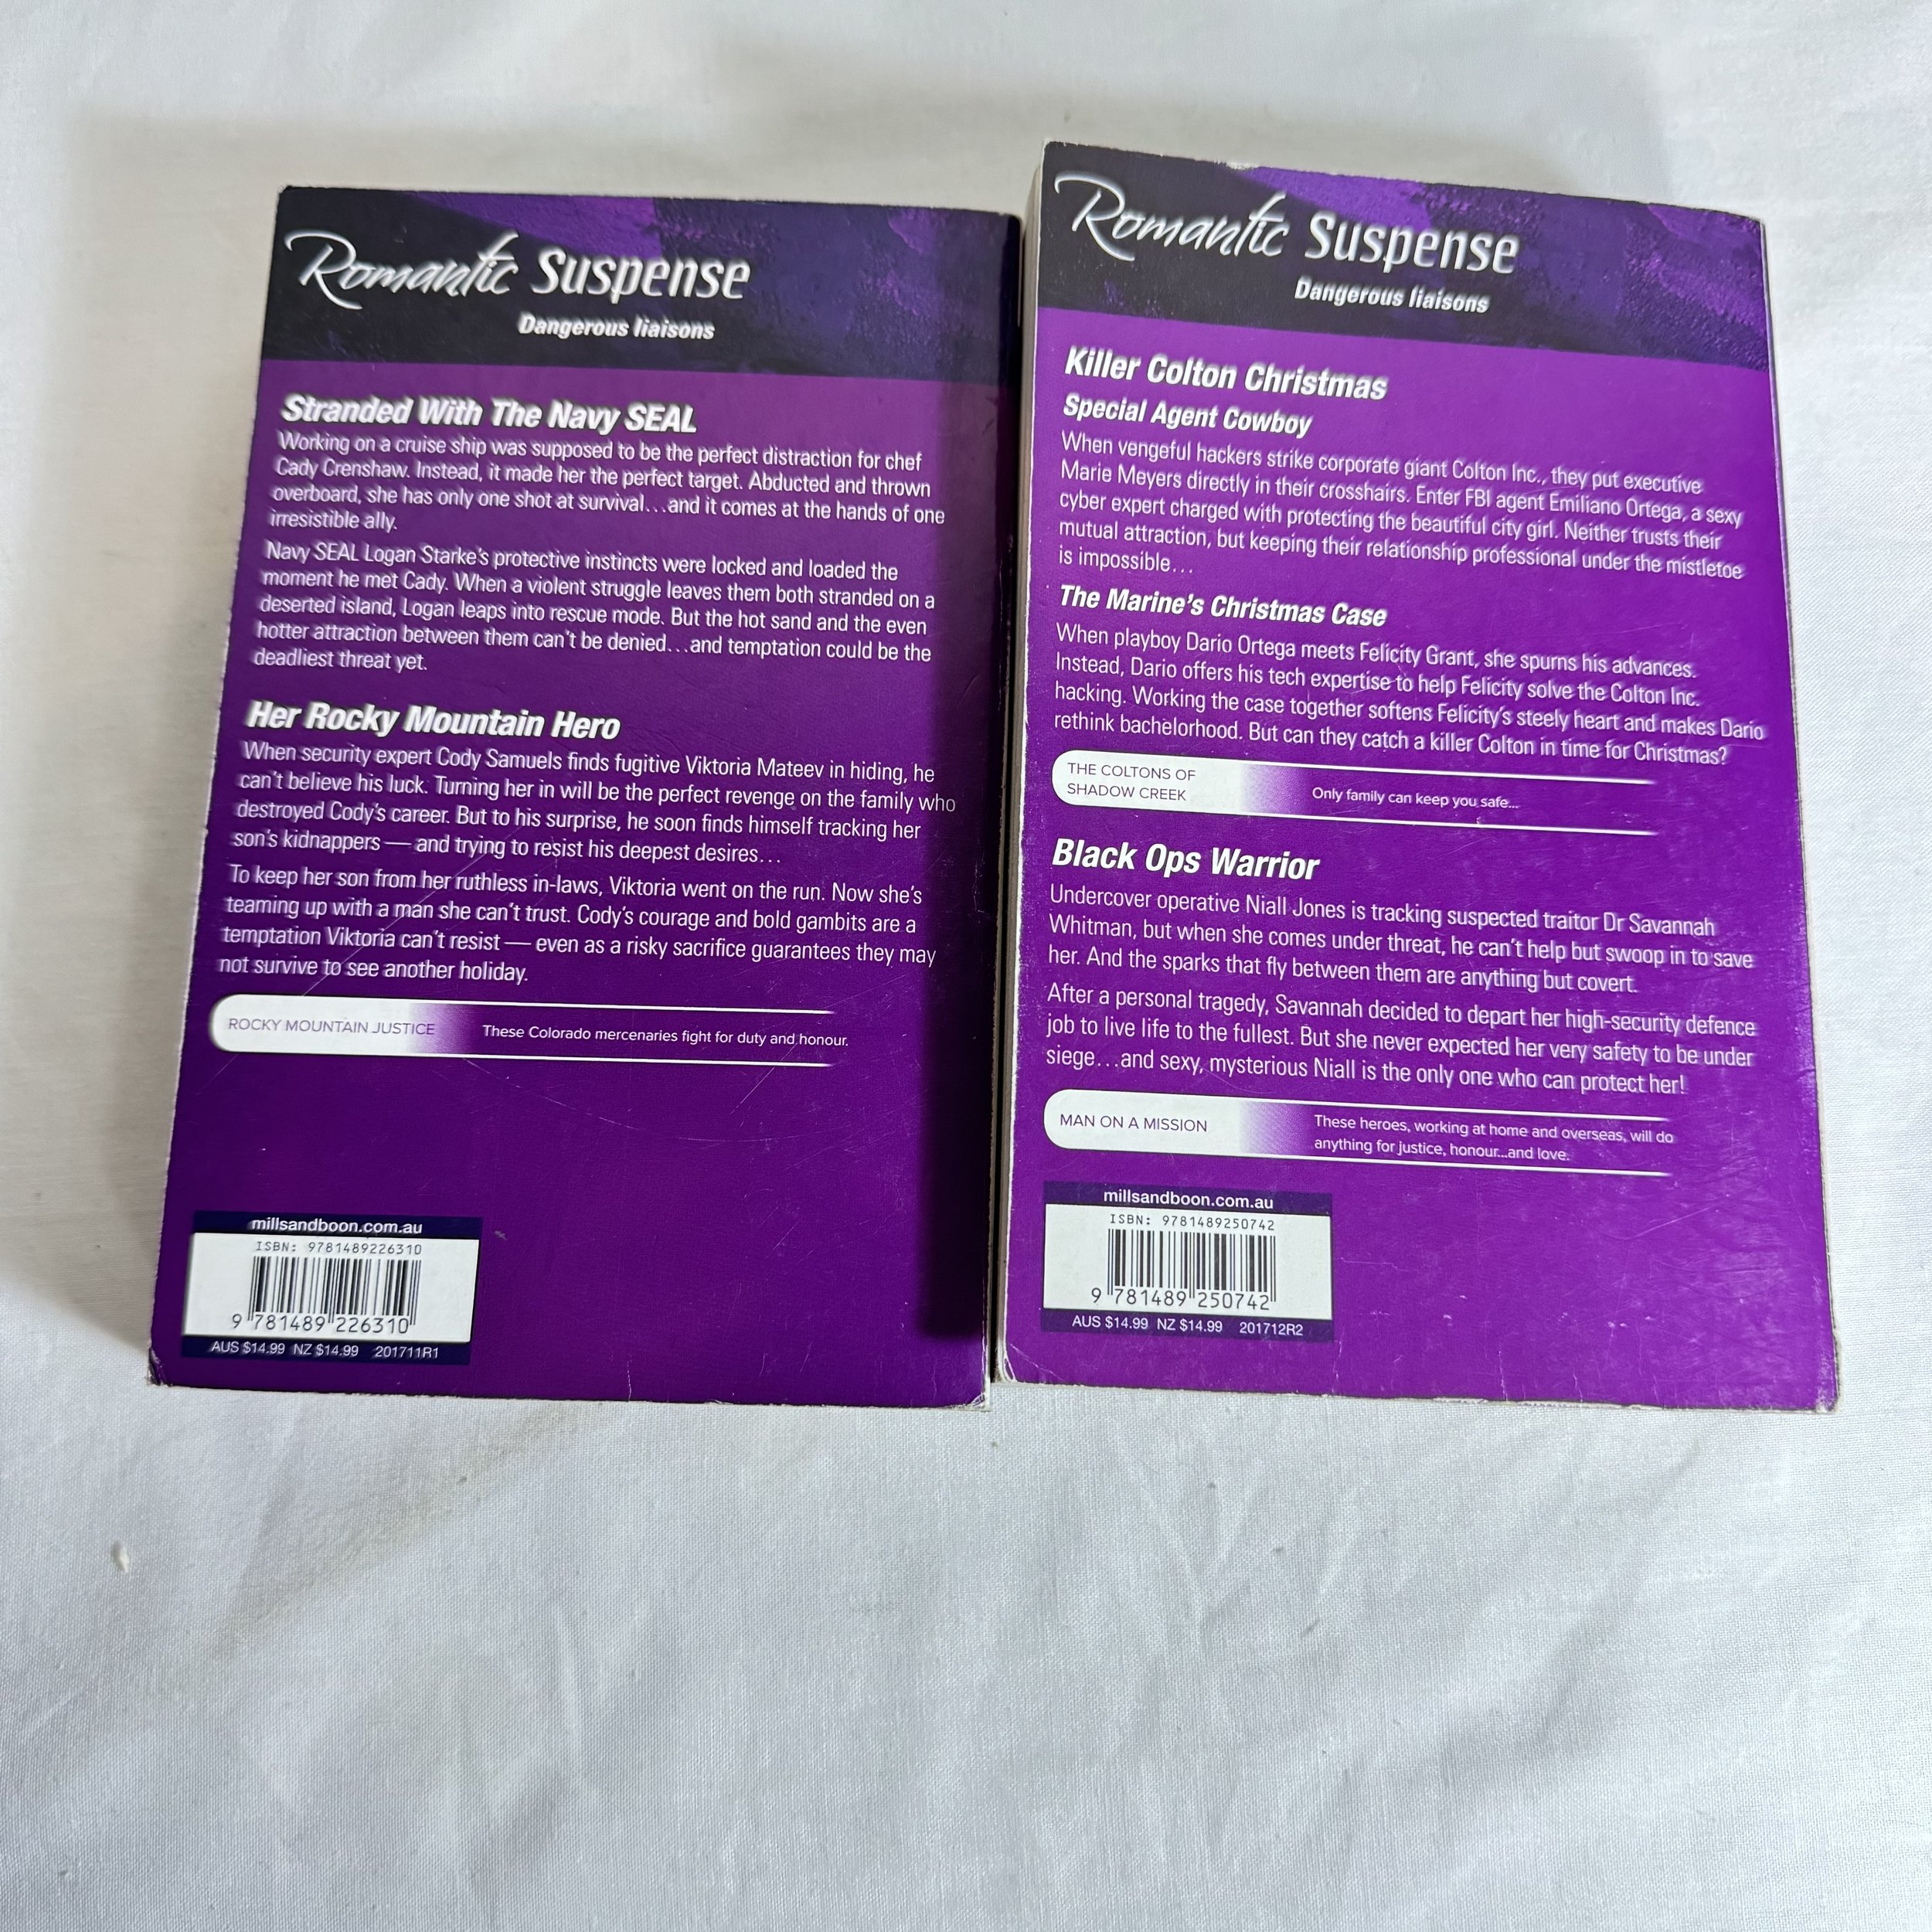 Romantic Suspense
Dangerous liaisons
Stranded With The Navy SEAL
Working on a cruise ship was supposed to be the perfect distraction for chef
Cady Crenshaw. Instead, it made her the perfect target. Abducted and thrown
overboard, she has only one shot at survival...and it comes at the hands of one
irresistible ally.
Navy SEAL Logan Starke's protective instincts were locked and loaded the
moment he met Cady. When a violent struggle leaves them both stranded on a
deserted island, Logan leaps into rescue mode. But the hot sand and the even
hotter attraction between them can't be denied...and temptation could be the
deadliest threat yet.
Her Rocky Mountain Hero
When security expert Cody Samuels finds fugitive Viktoria Mateev in hiding, he
can't believe his luck. Turning her in will be the perfect revenge on the family who
destroyed Cody's career. But to his surprise, he soon finds himself tracking her
son's kidnappers — and trying to resist his deepest desires...
To keep her son from her ruthless in-laws, Viktoria went on the run. Now she's
teaming up with a man she can't trust. Cody's courage and bold gambits are a
temptation Viktoria can't resist — even as a risky sacrifice guarantees they may
not survive to see another holiday.
ROCKY MOUNTAIN JUSTICE These Colorado mercenaries fight for duty and honour.
millsandboon.com.au
ISBN: 9781489226310
9 781489 226310
AUS $14.99 NZ $14.99 201711R1
Romantic Suspense
Dangerous liaisons
Killer Colton Christmas
Special Agent Cowboy
When vengeful hackers strike corporate giant Colton Inc., they put executive
Marie Meyers directly in their crosshairs. Enter FBI agent Emiliano Ortega, a sexy
cyber expert charged with protecting the beautiful city girl. Neither trusts their
mutual attraction, but keeping their relationship professional under the mistletoe
is impossible...
The Marine's Christmas Case
When playboy Dario Ortega meets Felicity Grant, she spurns his advances.
Instead, Dario offers his tech expertise to help Felicity solve the Colton Inc.
hacking. Working the case together softens Felicity's steely heart and makes Dario
rethink bachelorhood. But can they catch a killer Colton in time for Christmas?
THE COLTONS OF
SHADOW CREEK
Only family can keep you safe...
Black Ops Warrior
Undercover operative Niall Jones is tracking suspected traitor Dr Savannah
Whitman, but when she comes under threat, he can't help but swoop in to save
her. And the sparks that fly between them are anything but covert.
After a personal tragedy, Savannah decided to depart her high-security defence
job to live life to the fullest. But she never expected her very safety to be under
siege...and sexy, mysterious Niall is the only one who can protect her!
MAN ON A MISSION
These heroes, working at home and overseas, will do
anything for justice, honour...and love.
millsandboon.com.au
ISBN: 9781489250742
9 781489 250742
AUS $14.99 NZ $14.99 201712R2